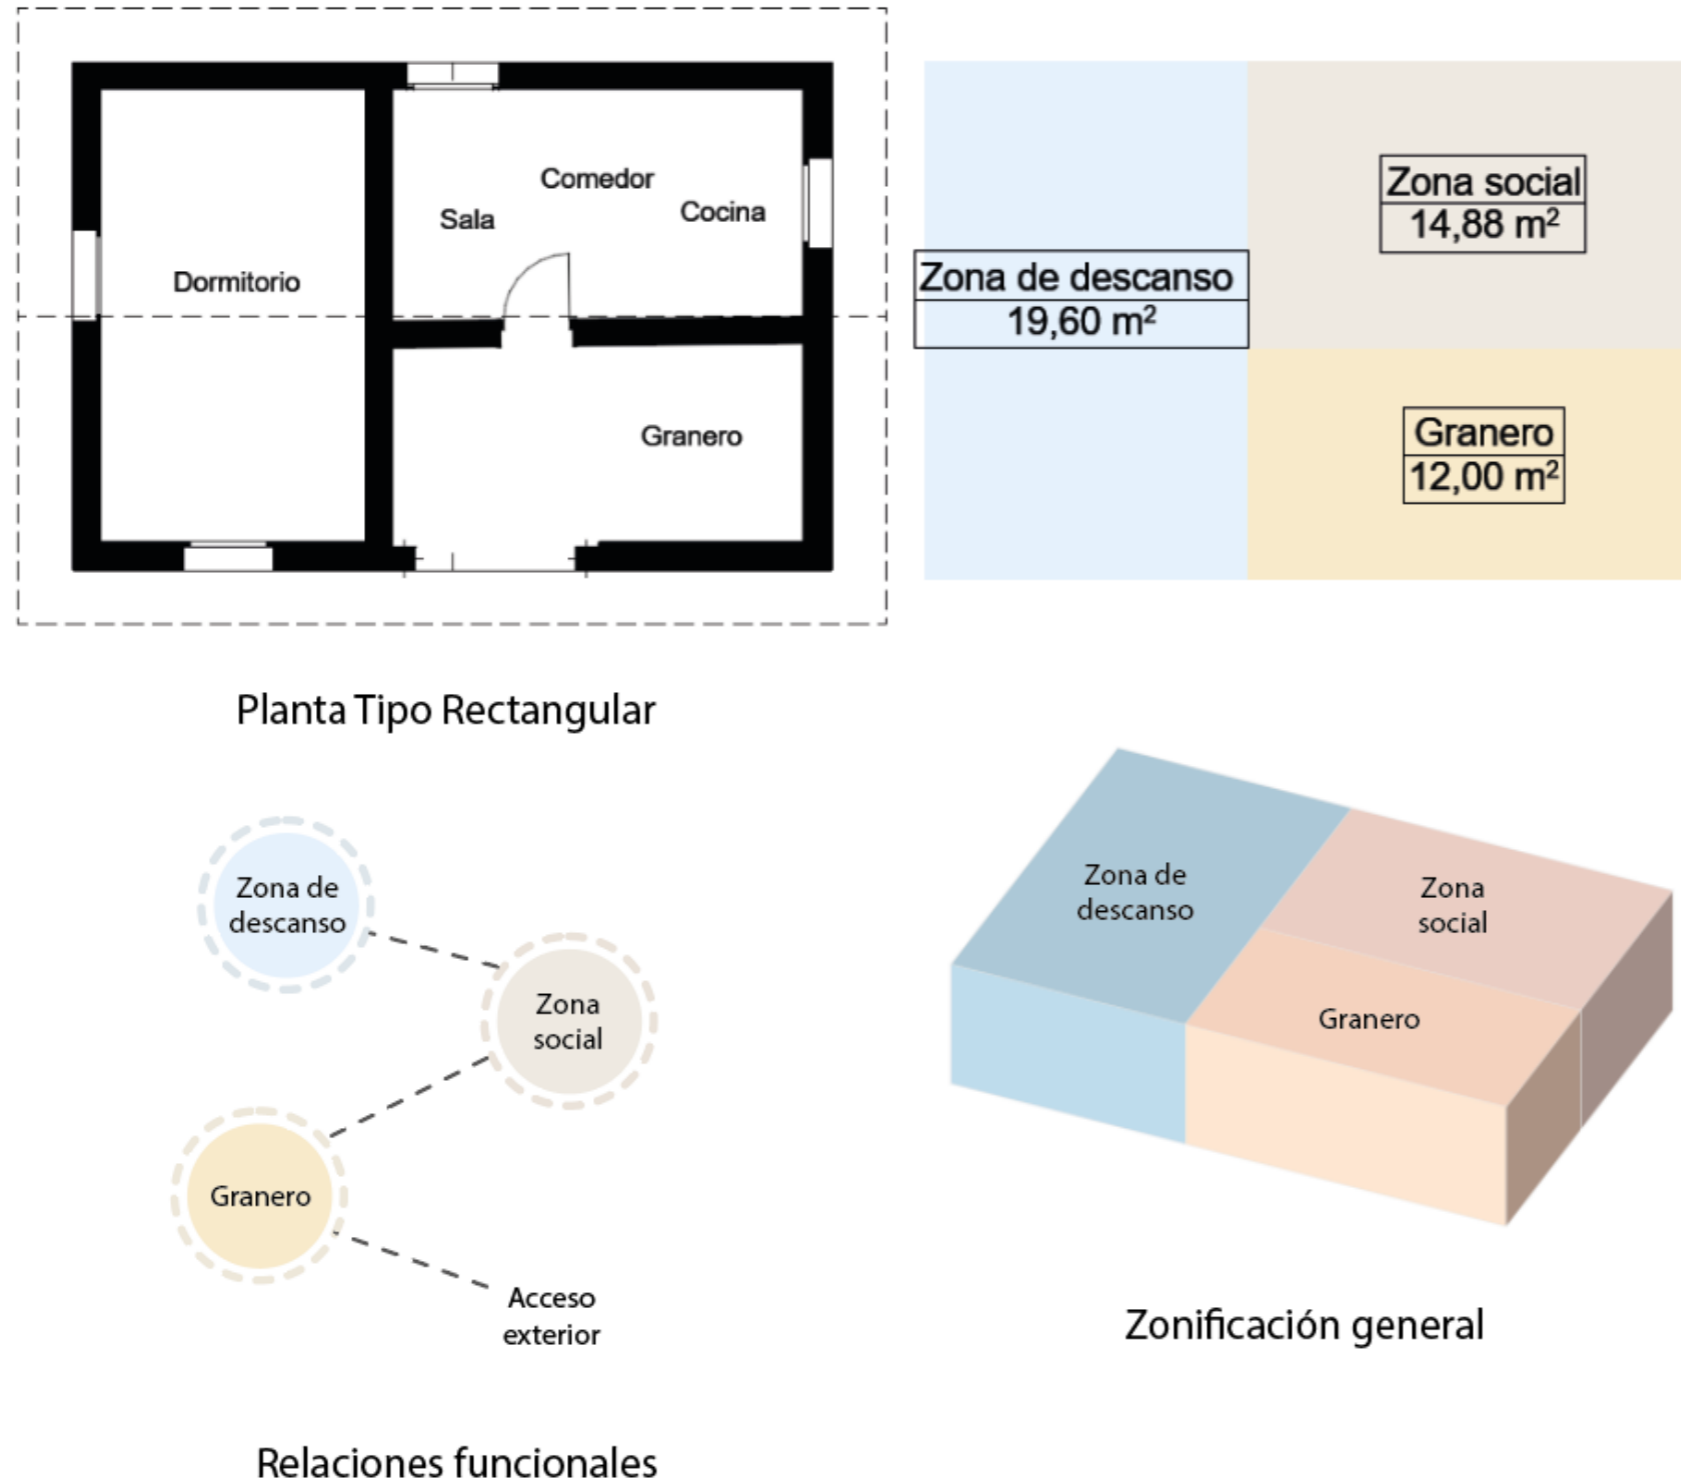 Comedor
Sala
Cocina
Dormitorio
Granero
Zona social
14,88 m²
Zona de descanso
19,60 m²
Granero
12,00 m²
Planta Tipo Rectangular
Zona de
descanso
Zona
social
Granero
Acceso
exterior
Relaciones funcionales
Zona de
descanso
Zona
social
Granero
Zonificación general